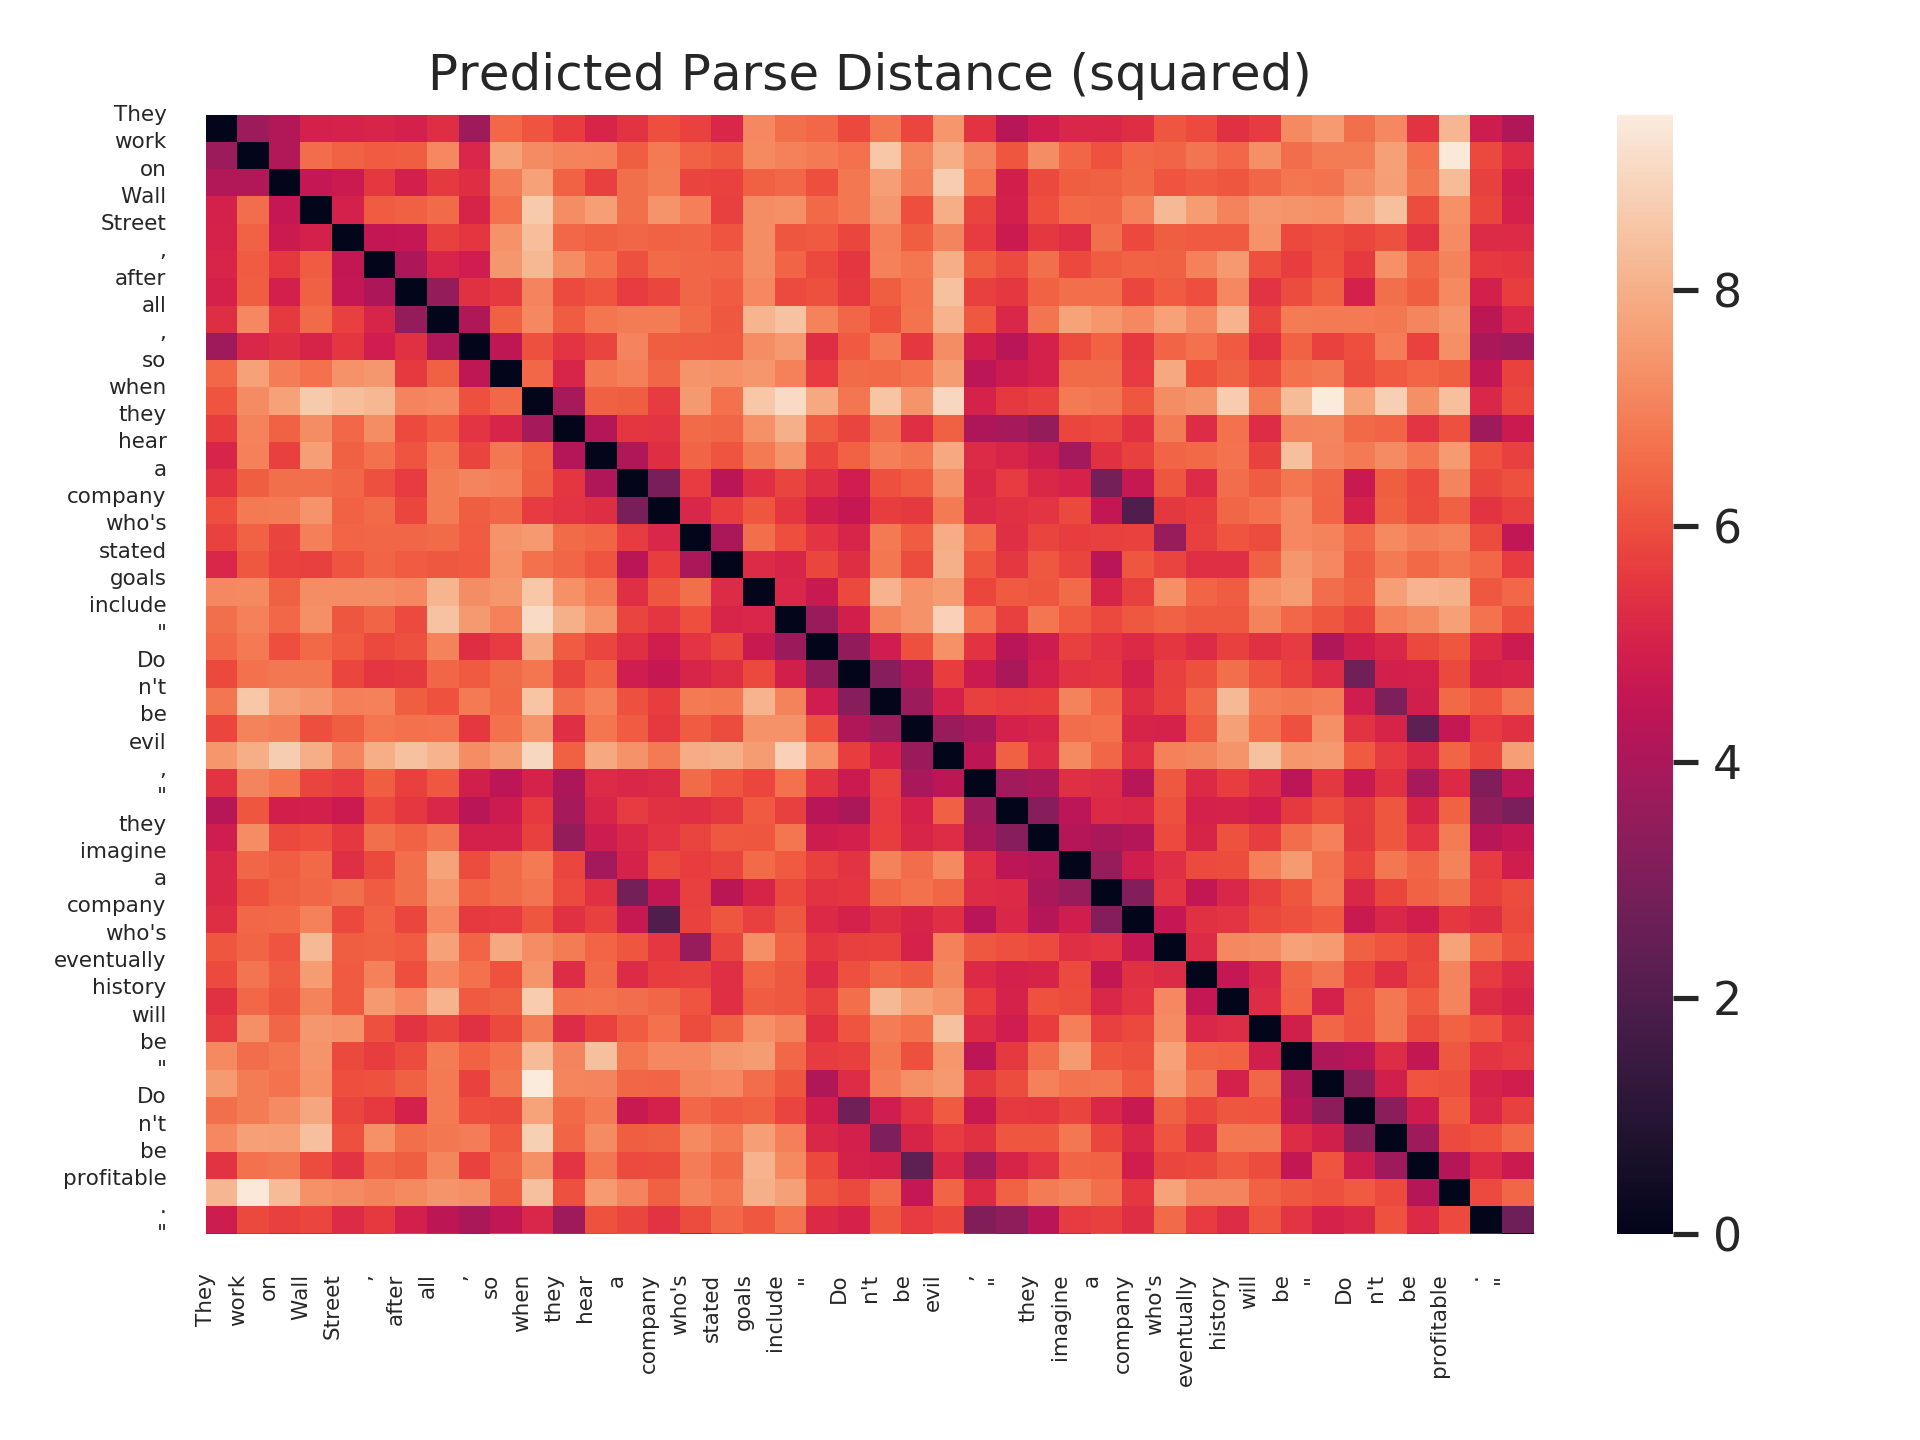 Predicted Parse Distance (squared)
They
work
on
Wall
Street
,
after
all
,
so
when
they
hear
a
company
who's
stated
goals
include
"
Do
n't
be
evil
,
"
they
imagine
a
company
who's
eventually
history
will
be
"
Do
n't
be
profitable
.
"
8
6
4
2
0
They work on Wall Street , after all , so when they hear a company who's stated goals include " Do n't be evil , " they imagine a company who's eventually history will be " Do n't be profitable . "